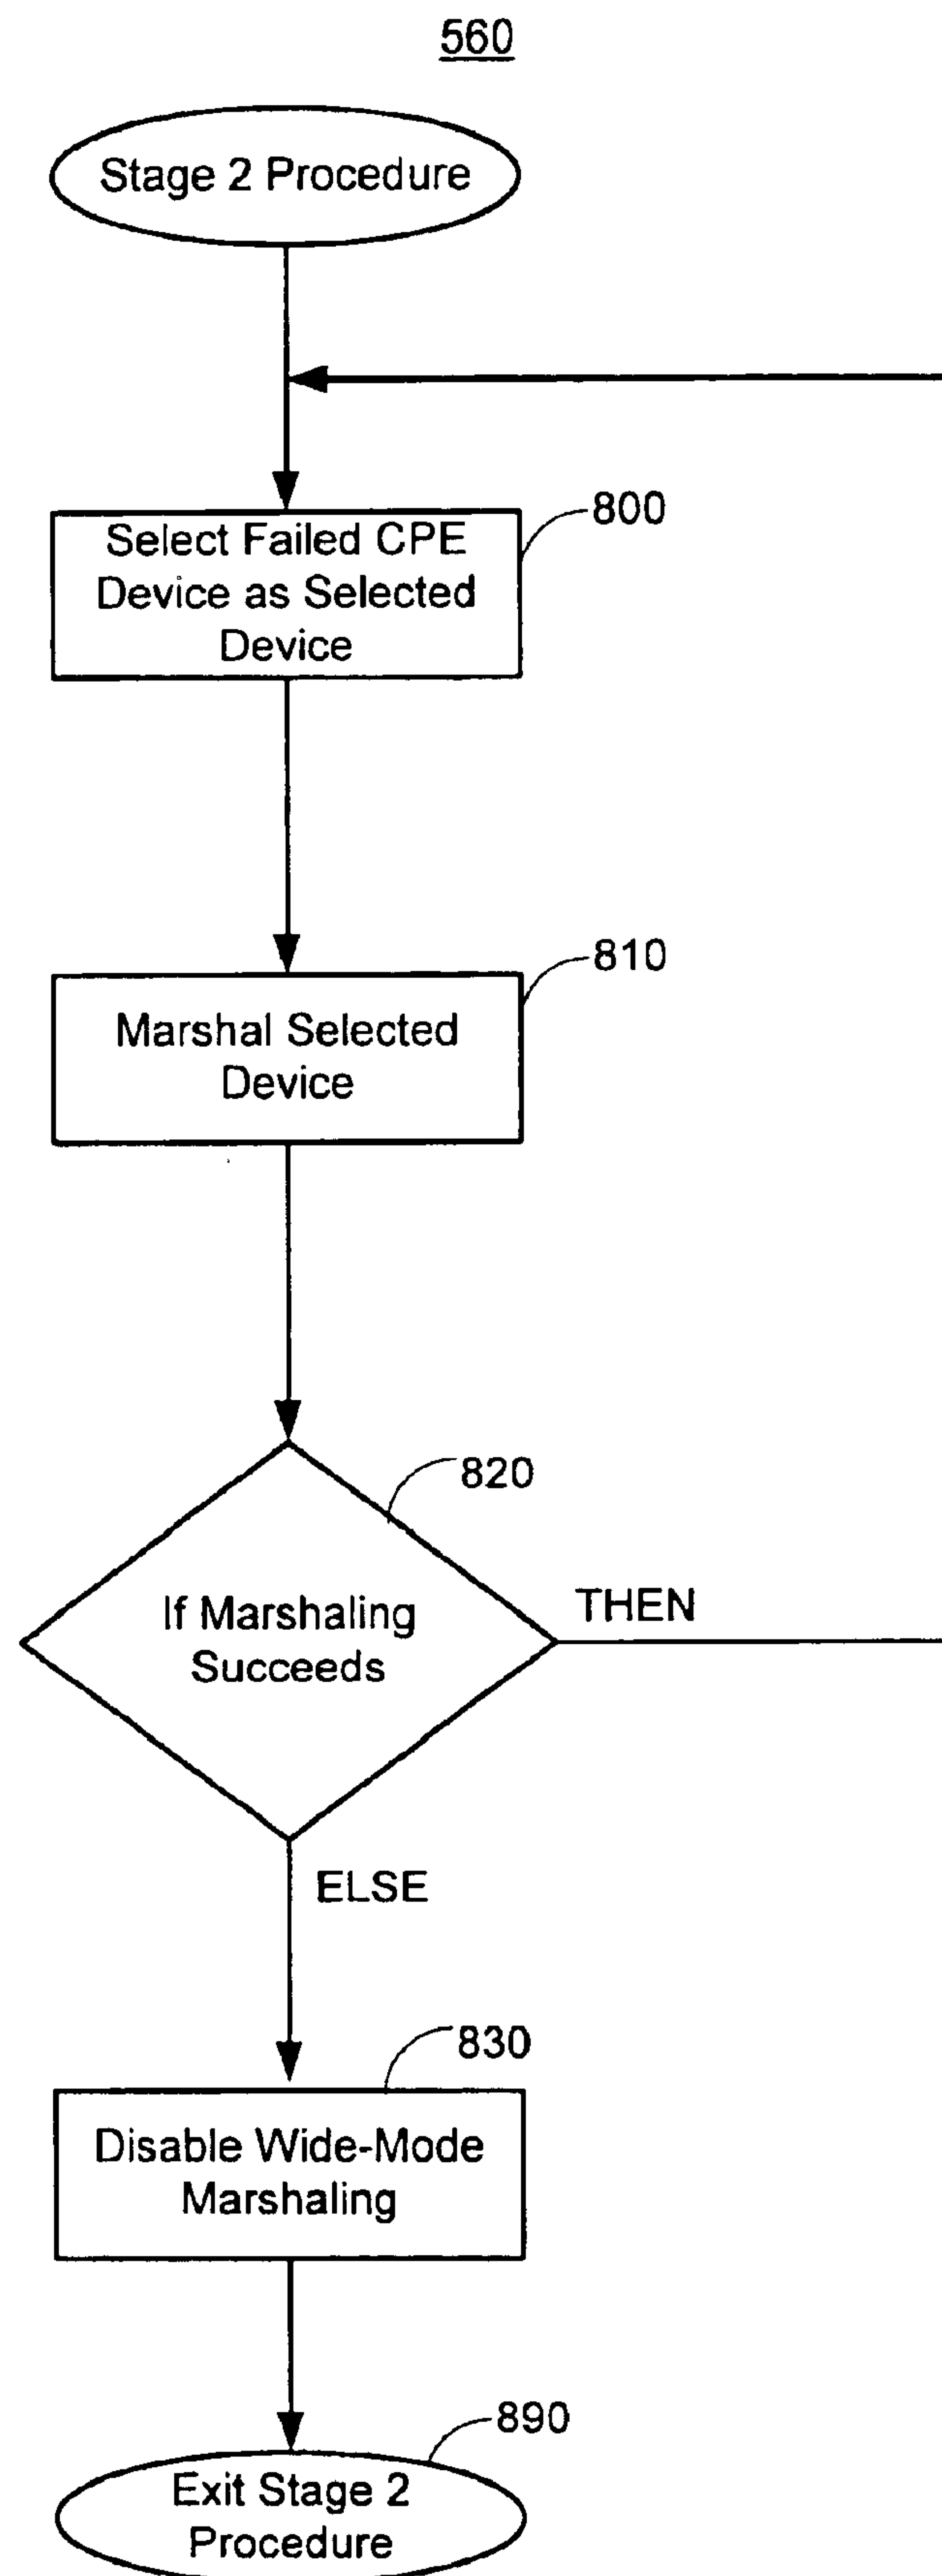 560
Stage 2 Procedure
800
Select Failed CPE
Device as Selected
Device
810
Marshal Selected
Device
820
If Marshaling
Succeeds
THEN
ELSE
830
Disable Wide-Mode
Marshaling
890
Exit Stage 2
Procedure